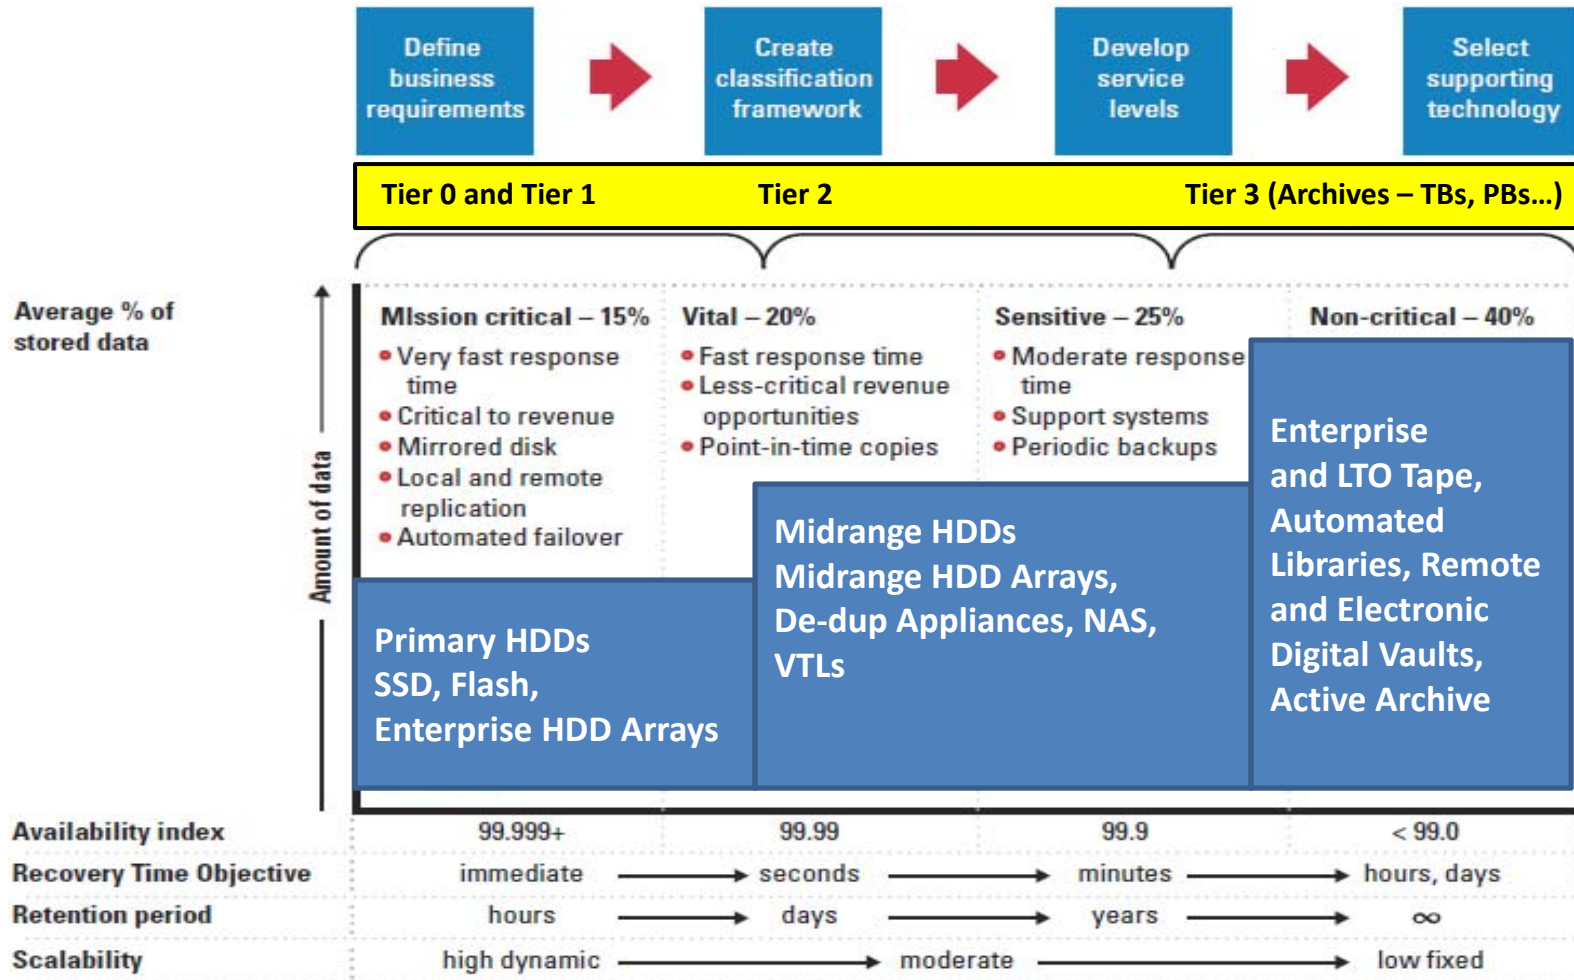 Define
business
requirements
Create
classification
framework
Develop
service
levels
Select
supporting
technology
Tier 0 and Tier 1
Tier 2
Tier 3 (Archives – TBs, PBs…)
Average % of
stored data
Amount of data
MIssion critical – 15%
• Very fast response
time
• Critical to revenue
• Mirrored disk
• Local and remote
replication
• Automated failover
Vital – 20%
• Fast response time
• Less-critical revenue
opportunities
• Point-in-time copies
Sensitive – 25%
• Moderate response
time
• Support systems
• Periodic backups
Non-critical – 40%
Primary HDDs
SSD, Flash,
Enterprise HDD Arrays
Midrange HDDs
Midrange HDD Arrays,
De-dup Appliances, NAS,
VTLs
Enterprise
and LTO Tape,
Automated
Libraries, Remote
and Electronic
Digital Vaults,
Active Archive
Availability index 99.999+ 99.99 99.9 < 99.0
Recovery Time Objective immediate seconds minutes hours, days
Retention period hours days years ∞
Scalability high dynamic moderate low fixed